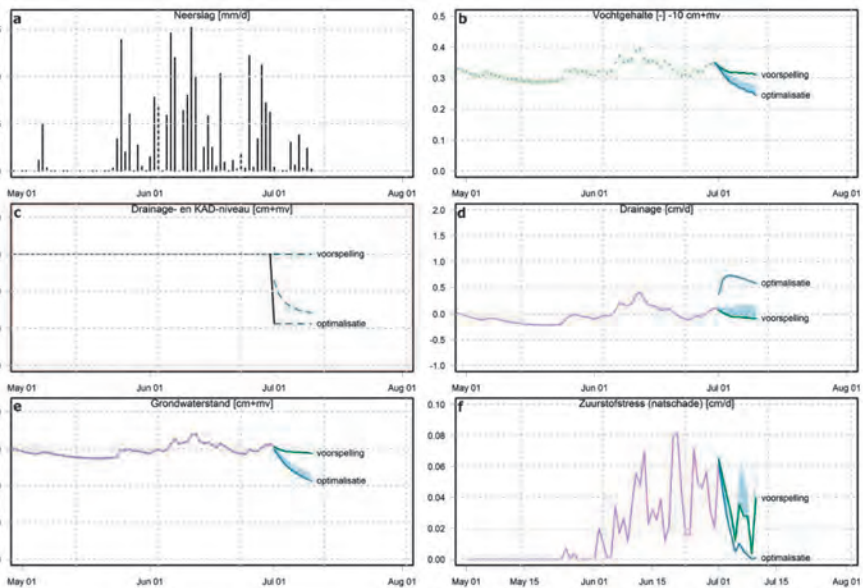 a
Neerslag [mm/d]
May 01
Jun 01
Jul 01
Aug 01
b
Vochtgehalte [-] -10 cm+mv
0.5
0.4
0.3
0.2
0.1
0.0
voorspelling
optimalisatie
May 01
Jun 01
Jul 01
Aug 01
c
Drainage- en KAD-niveau [cm+mv]
voorspelling
optimalisatie
May 01
Jun 01
Jul 01
Aug 01
d
Drainage [cm/d]
2.0
1.5
1.0
0.5
0.0
-0.5
-1.0
optimalisatie
voorspelling
May 01
Jun 01
Jul 01
Aug 01
e
Grondwaterstand [cm+mv]
voorspelling
optimalisatie
May 01
Jun 01
Jul 01
Aug 01
f
Zuurstofstress (natschade) [cm/d]
0.10
0.08
0.06
0.04
0.02
0.00
voorspelling
optimalisatie
May 01
May 15
Jun 01
Jun 15
Jul 01
Jul 15
Aug 01